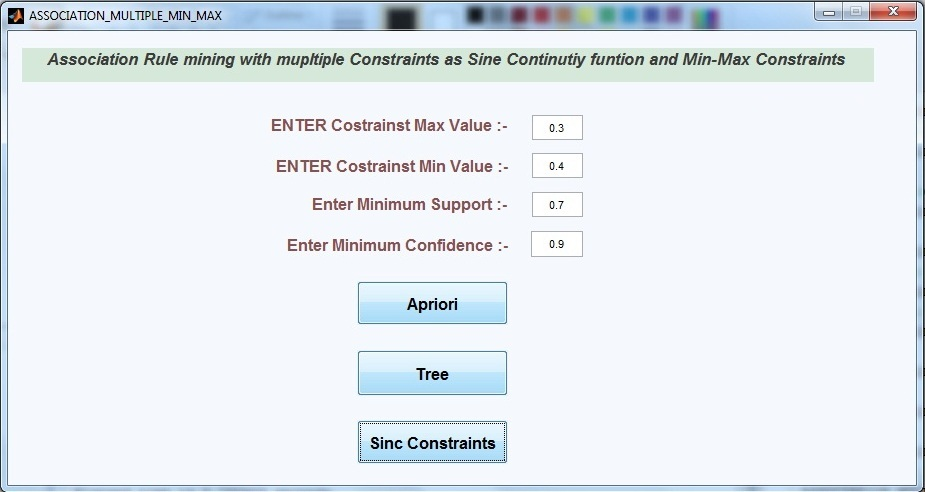 ASSOCIATION_MULTIPLE_MIN_MAX
Association Rule mining with mupltiple Constraints as Sine Continutiy funtion and Min-Max Constraints
ENTER Costrainst Max Value :- 0.3
ENTER Costrainst Min Value :- 0.4
Enter Minimum Support :- 0.7
Enter Minimum Confidence :- 0.9
Apriori
Tree
Sinc Constraints